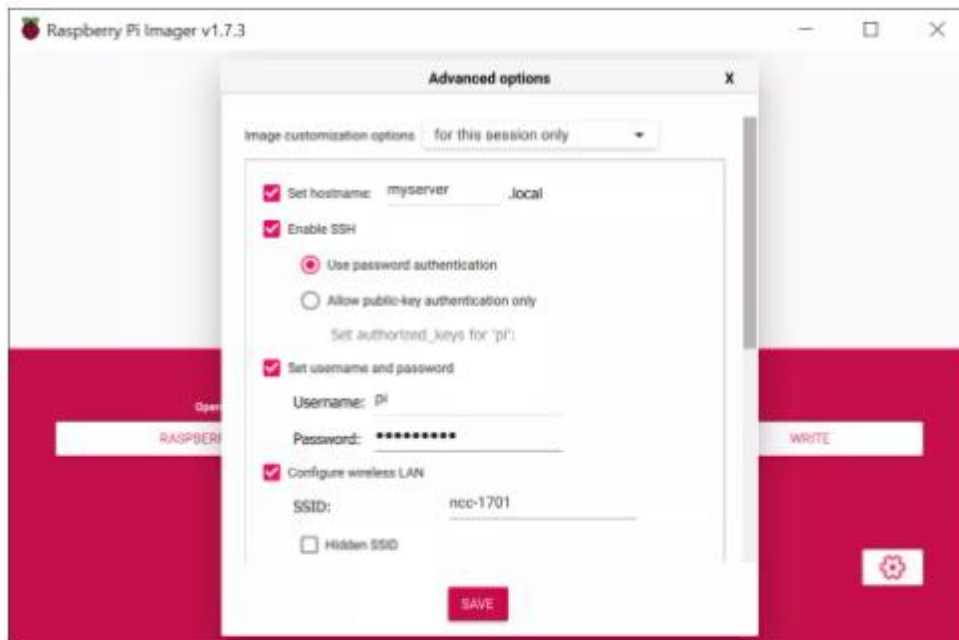 Raspberry Pi Imager v1.7.3
Advanced options X
Image customization options for this session only
Set hostname: myserver .local
Enable SSH
Use password authentication
Allow public-key authentication only
Set authorized_keys for 'pi':
Set username and password
Opera
Username: pi
RASPBERR WRITE
Password: •••••••••
Configure wireless LAN
SSID: ncc-1701
Hidden SSID
SAVE